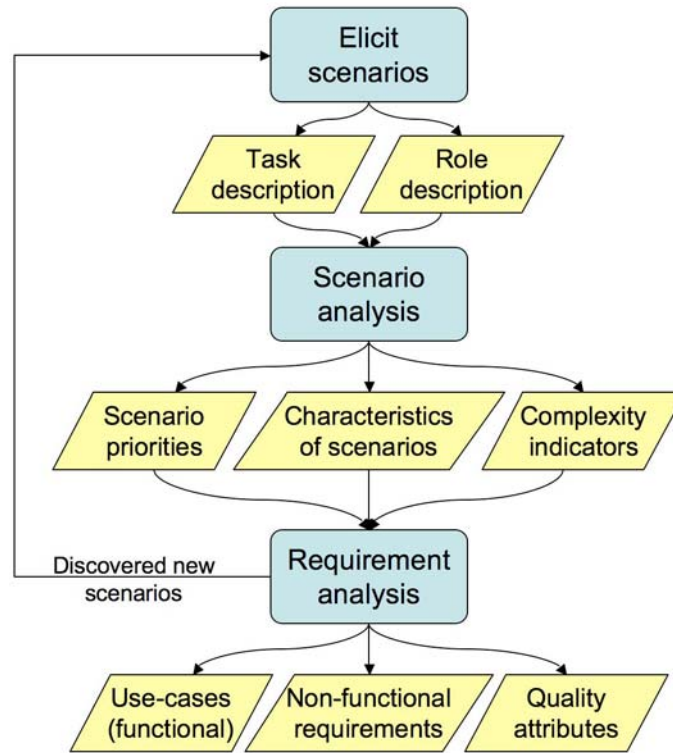 Elicit
scenarios
Task
description
Role
description
Scenario
analysis
Scenario
priorities
Characteristics
of scenarios
Complexity
indicators
Discovered new
scenarios
Requirement
analysis
Use-cases
(functional)
Non-functional
requirements
Quality
attributes